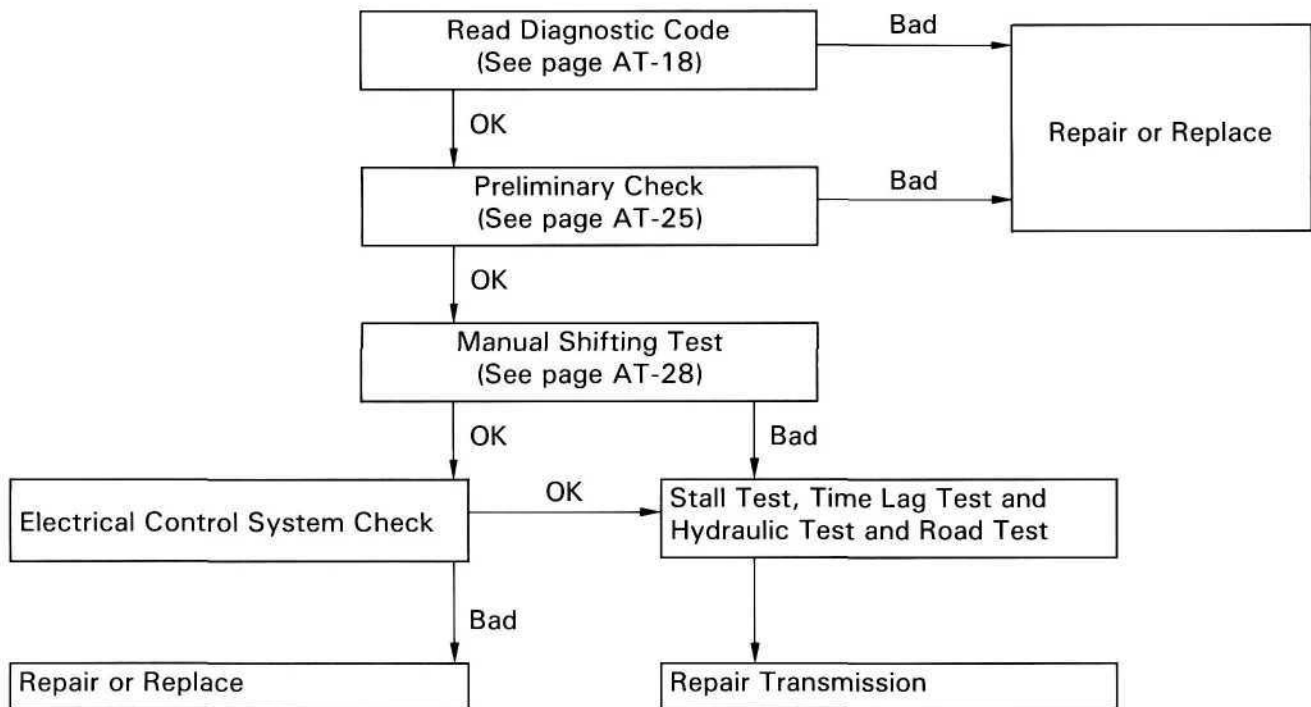 Read Diagnostic Code
(See page AT-18)
Bad
Repair or Replace
OK
Preliminary Check
(See page AT-25)
Bad
OK
Manual Shifting Test
(See page AT-28)
OK
Bad
Electrical Control System Check
OK
Stall Test, Time Lag Test and
Hydraulic Test and Road Test
Bad
Repair or Replace
Repair Transmission